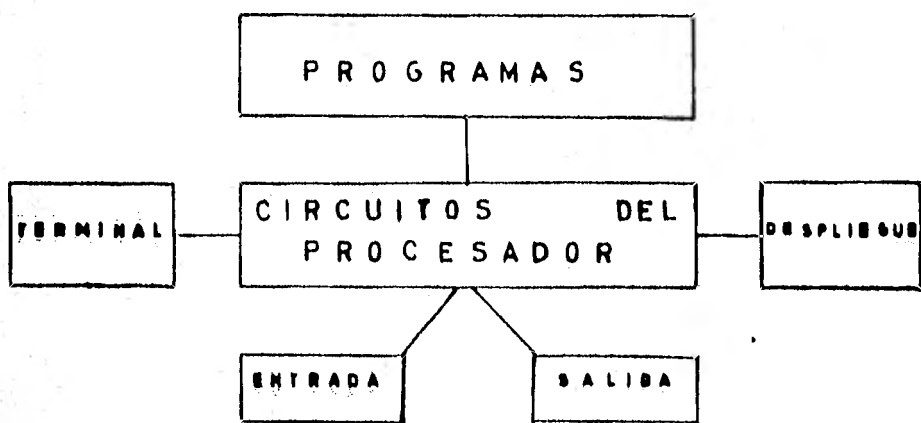 PROGRAMAS
TERMINAL
CIRCUITOS DEL
PROCESADOR
DESPLIEGUE
ENTRADA
SALIDA